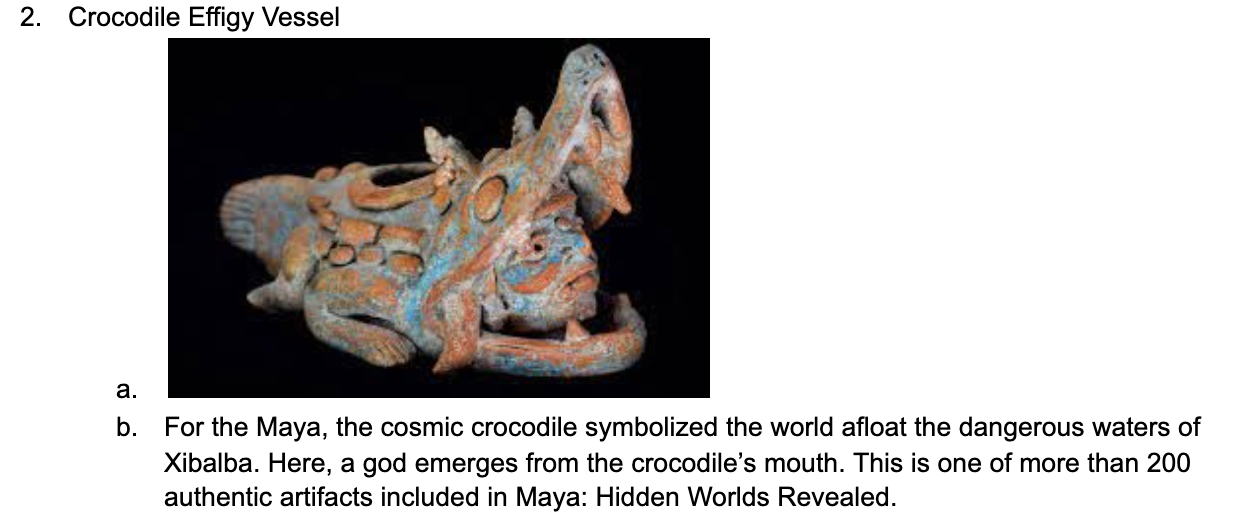 2. Crocodile Effigy Vessel
a.
b. For the Maya, the cosmic crocodile symbolized the world afloat the dangerous waters of
Xibalba. Here, a god emerges from the crocodile’s mouth. This is one of more than 200
authentic artifacts included in Maya: Hidden Worlds Revealed.